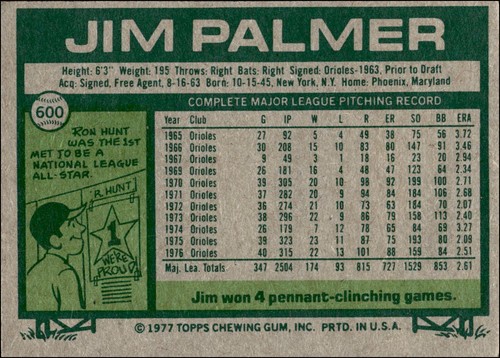 JIM PALMER
Height: 6'3" Weight: 195 Throws: Right Bats: Right Signed: Orioles-1963, Prior to Draft
Acq: Signed, Free Agent, 8-16-63 Born: 10-15-45, New York, N.Y. Home: Phoenix, Maryland
600
COMPLETE MAJOR LEAGUE PITCHING RECORD
RON HUNT
WAS THE 1ST
MET TO BE A
NATIONAL LEAGUE
ALL-STAR.
R. HUNT
1
WE'RE
PROUD
Year Club G IP W L R ER SO BB ERA
1965 Orioles 27 92 5 4 49 38 75 56 3.72
1966 Orioles 30 208 15 10 83 80 147 91 3.46
1967 Orioles 9 49 3 1 18 16 23 20 2.94
1969 Orioles 26 181 16 4 48 47 123 64 2.34
1970 Orioles 39 305 20 10 98 92 199 100 2.71
1971 Orioles 37 282 20 9 94 84 184 106 2.68
1972 Orioles 36 274 21 10 73 63 184 70 2.07
1973 Orioles 38 296 22 9 86 79 158 113 2.40
1974 Orioles 26 179 7 12 78 65 84 69 3.27
1975 Orioles 39 323 23 11 87 75 193 80 2.09
1976 Orioles 40 315 22 13 101 88 159 84 2.51
Maj. Lea. Totals 347 2504 174 93 815 727 1529 853 2.61
Jim won 4 pennant-clinching games.
© 1977 TOPPS CHEWING GUM, INC. PRTD. IN U.S.A.